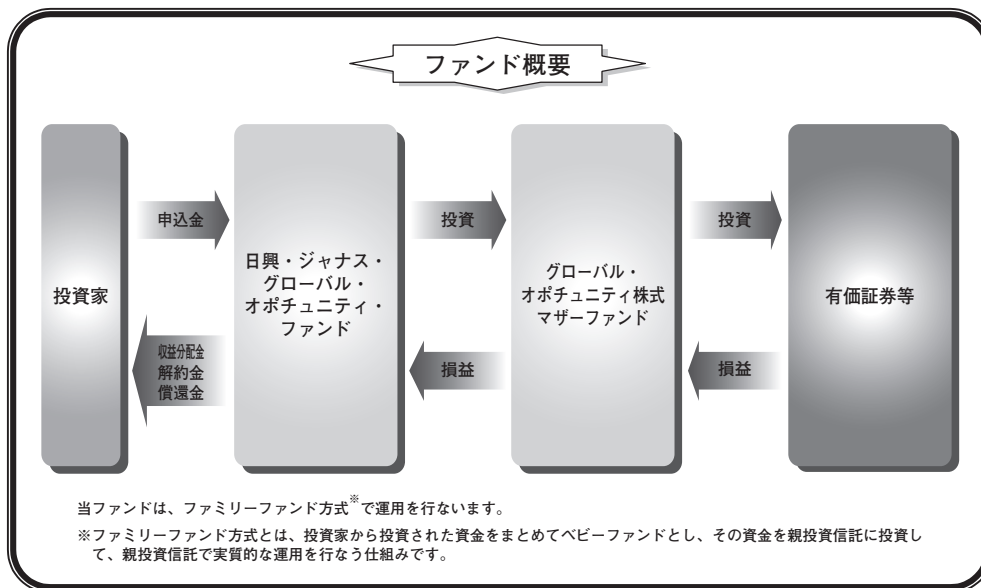 ファンド概要
投資家
申込金
収益分配金
解約金
償還金
日興・ジャナス・
グローバル・
オポチュニティ・
ファンド
投資
損益
グローバル・
オポチュニティ株式
マザーファンド
投資
損益
有価証券等
当ファンドは、ファミリーファンド方式※で運用を行ないます。
※ファミリーファンド方式とは、投資家から投資された資金をまとめてベビーファンドとし、その資金を親投資信託に投資し
て、親投資信託で実質的な運用を行なう仕組みです。